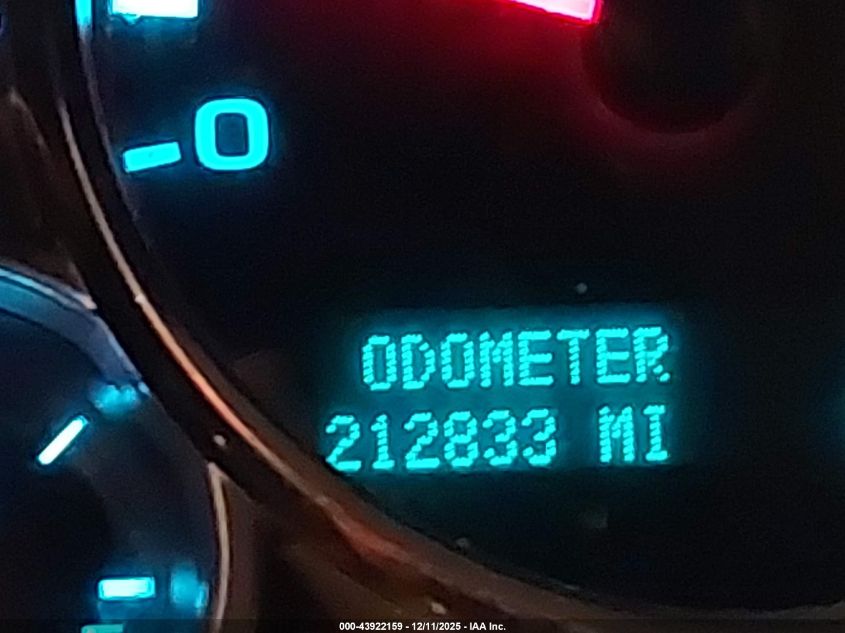 0
ODOMETER
212833 MI
000-43922159 - 12/11/2025 - IAA Inc.